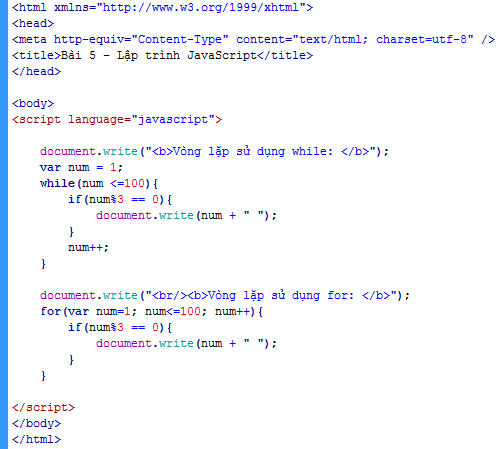 <html xmlns="http://www.w3.org/1999/xhtml">
<head>
<meta http-equiv="Content-Type" content="text/html; charset=utf-8" />
<title>Bài 5 - Lập trình JavaScript</title>
</head>

<body>
<script language="javascript">

    document.write("<b>Vòng lặp sử dụng while: </b>");
    var num = 1;
    while(num <=100){
        if(num%3 == 0){
            document.write(num + " ");
        }
        num++;
    }

    document.write("<br/><b>Vòng lặp sử dụng for: </b>");
    for(var num=1; num<=100; num++){
        if(num%3 == 0){
            document.write(num + " ");
        }
    }

</script>
</body>
</html>